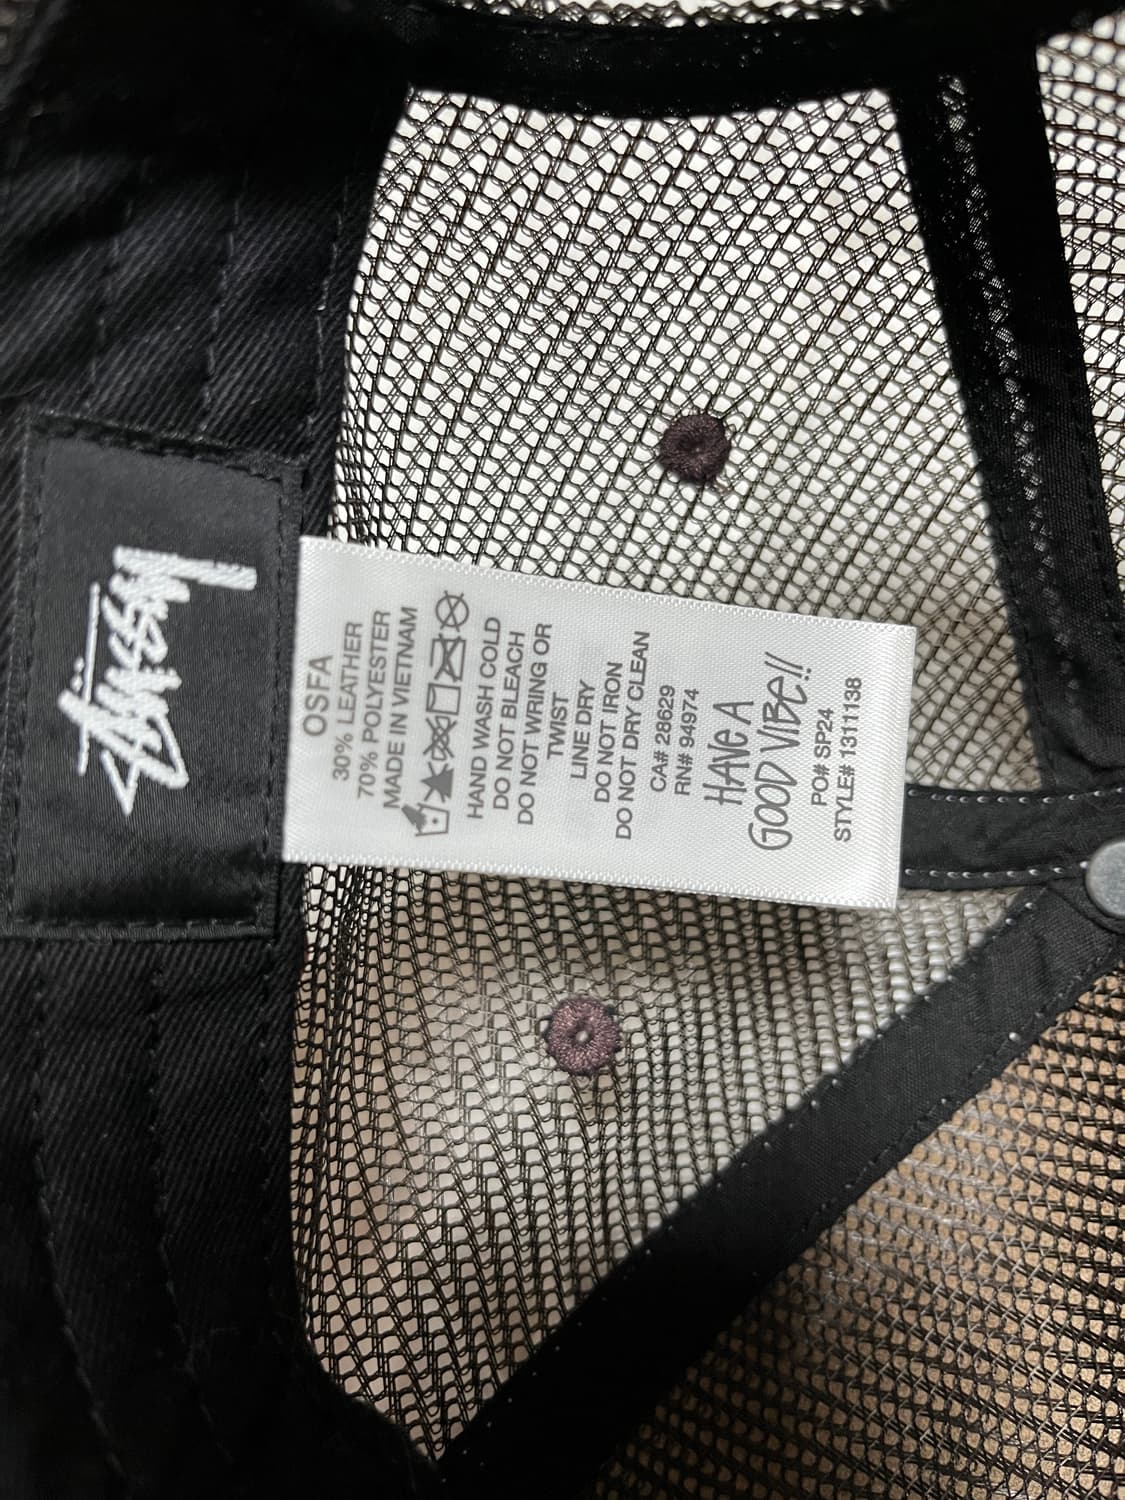 Stüssy
OSFA
30% LEATHER
70% POLYESTER
MADE IN VIETNAM
HAND WASH COLD
DO NOT BLEACH
DO NOT WRING OR
TWIST
LINE DRY
DO NOT IRON
DO NOT DRY CLEAN
CA# 28629
RN# 94974
HAVE A
GOOD VIBE!!
PO# SP24
STYLE# 1311138